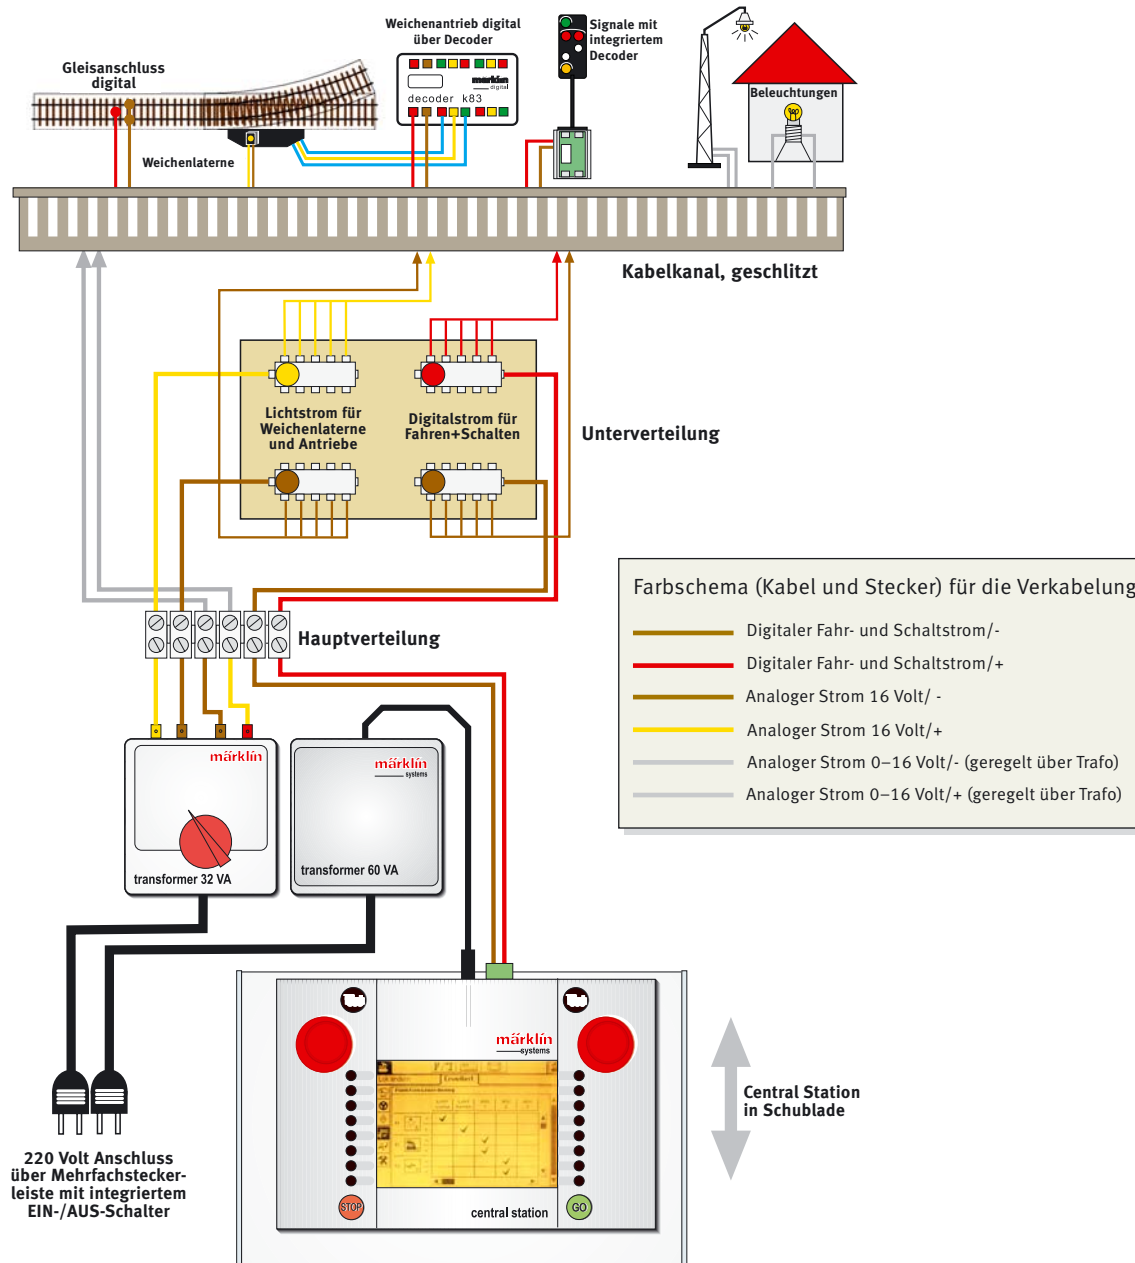 Weichenantrieb digital
über Decoder
Signale mit
integriertem
Decoder
Gleisanschluss
digital
märklin
digital
decoder k83
Beleuchtungen
Weichenlaterne
Kabelkanal, geschlitzt
Lichtstrom für
Weichenlaterne
und Antriebe
Digitalstrom für
Fahren+Schalten
Unterverteilung
Hauptverteilung
Farbschema (Kabel und Stecker) für die Verkabelung
Digitaler Fahr- und Schaltstrom/-
Digitaler Fahr- und Schaltstrom/+
Analoger Strom 16 Volt/ -
Analoger Strom 16 Volt/+
Analoger Strom 0–16 Volt/- (geregelt über Trafo)
Analoger Strom 0–16 Volt/+ (geregelt über Trafo)
märklin
transformer 32 VA
märklin
systems
transformer 60 VA
märklin
systems
STOP
GO
central station
Central Station
in Schublade
220 Volt Anschluss
über Mehrfachstecker-
leiste mit integriertem
EIN-/AUS-Schalter